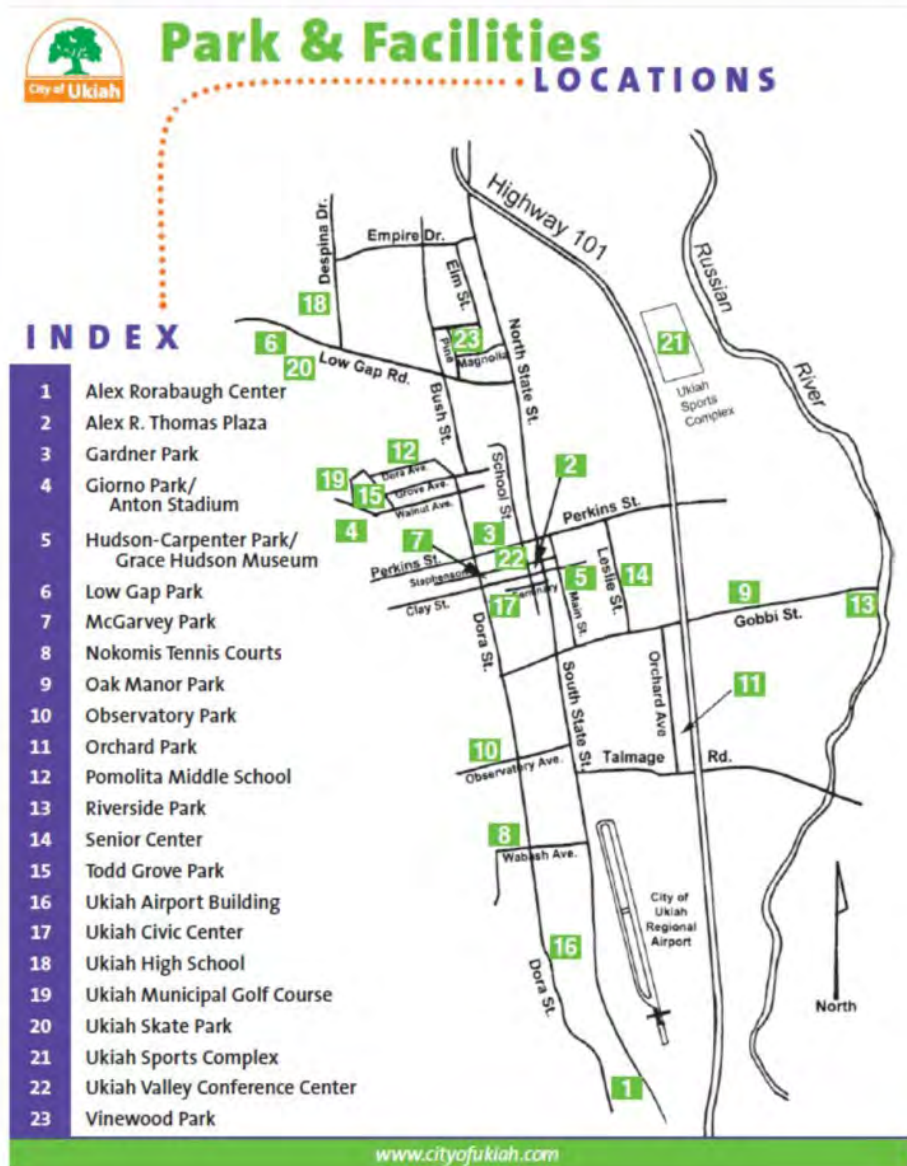 City of Ukiah
Park & Facilities
LOCATIONS
INDEX
1 Alex Rorabaugh Center
2 Alex R. Thomas Plaza
3 Gardner Park
4 Giorno Park/
Anton Stadium
5 Hudson-Carpenter Park/
Grace Hudson Museum
6 Low Gap Park
7 McGarvey Park
8 Nokomis Tennis Courts
9 Oak Manor Park
10 Observatory Park
11 Orchard Park
12 Pomolita Middle School
13 Riverside Park
14 Senior Center
15 Todd Grove Park
16 Ukiah Airport Building
17 Ukiah Civic Center
18 Ukiah High School
19 Ukiah Municipal Golf Course
20 Ukiah Skate Park
21 Ukiah Sports Complex
22 Ukiah Valley Conference Center
23 Vinewood Park
Highway 101
Russian
River
Despina Dr.
Empire Dr.
Elm St.
18
23
Pine
Magnolia
North State St.
6
20
Low Gap Rd.
Bush St.
21
Ukiah
Sports
Complex
12
Dora Ave.
19
15
Grove Ave.
Walnut Ave.
4
School St.
2
Perkins St.
7
3
22
Perkins St.
Clay St.
17
5
Main St.
Leslie St.
14
9
Gobbi St.
13
Dora St.
South State St.
Orchard Ave
11
10
Observatory Ave.
Talmage Rd.
8
Wabash Ave.
City of
Ukiah
Regional
Airport
16
Dora St.
1
North
www.cityofukiah.com